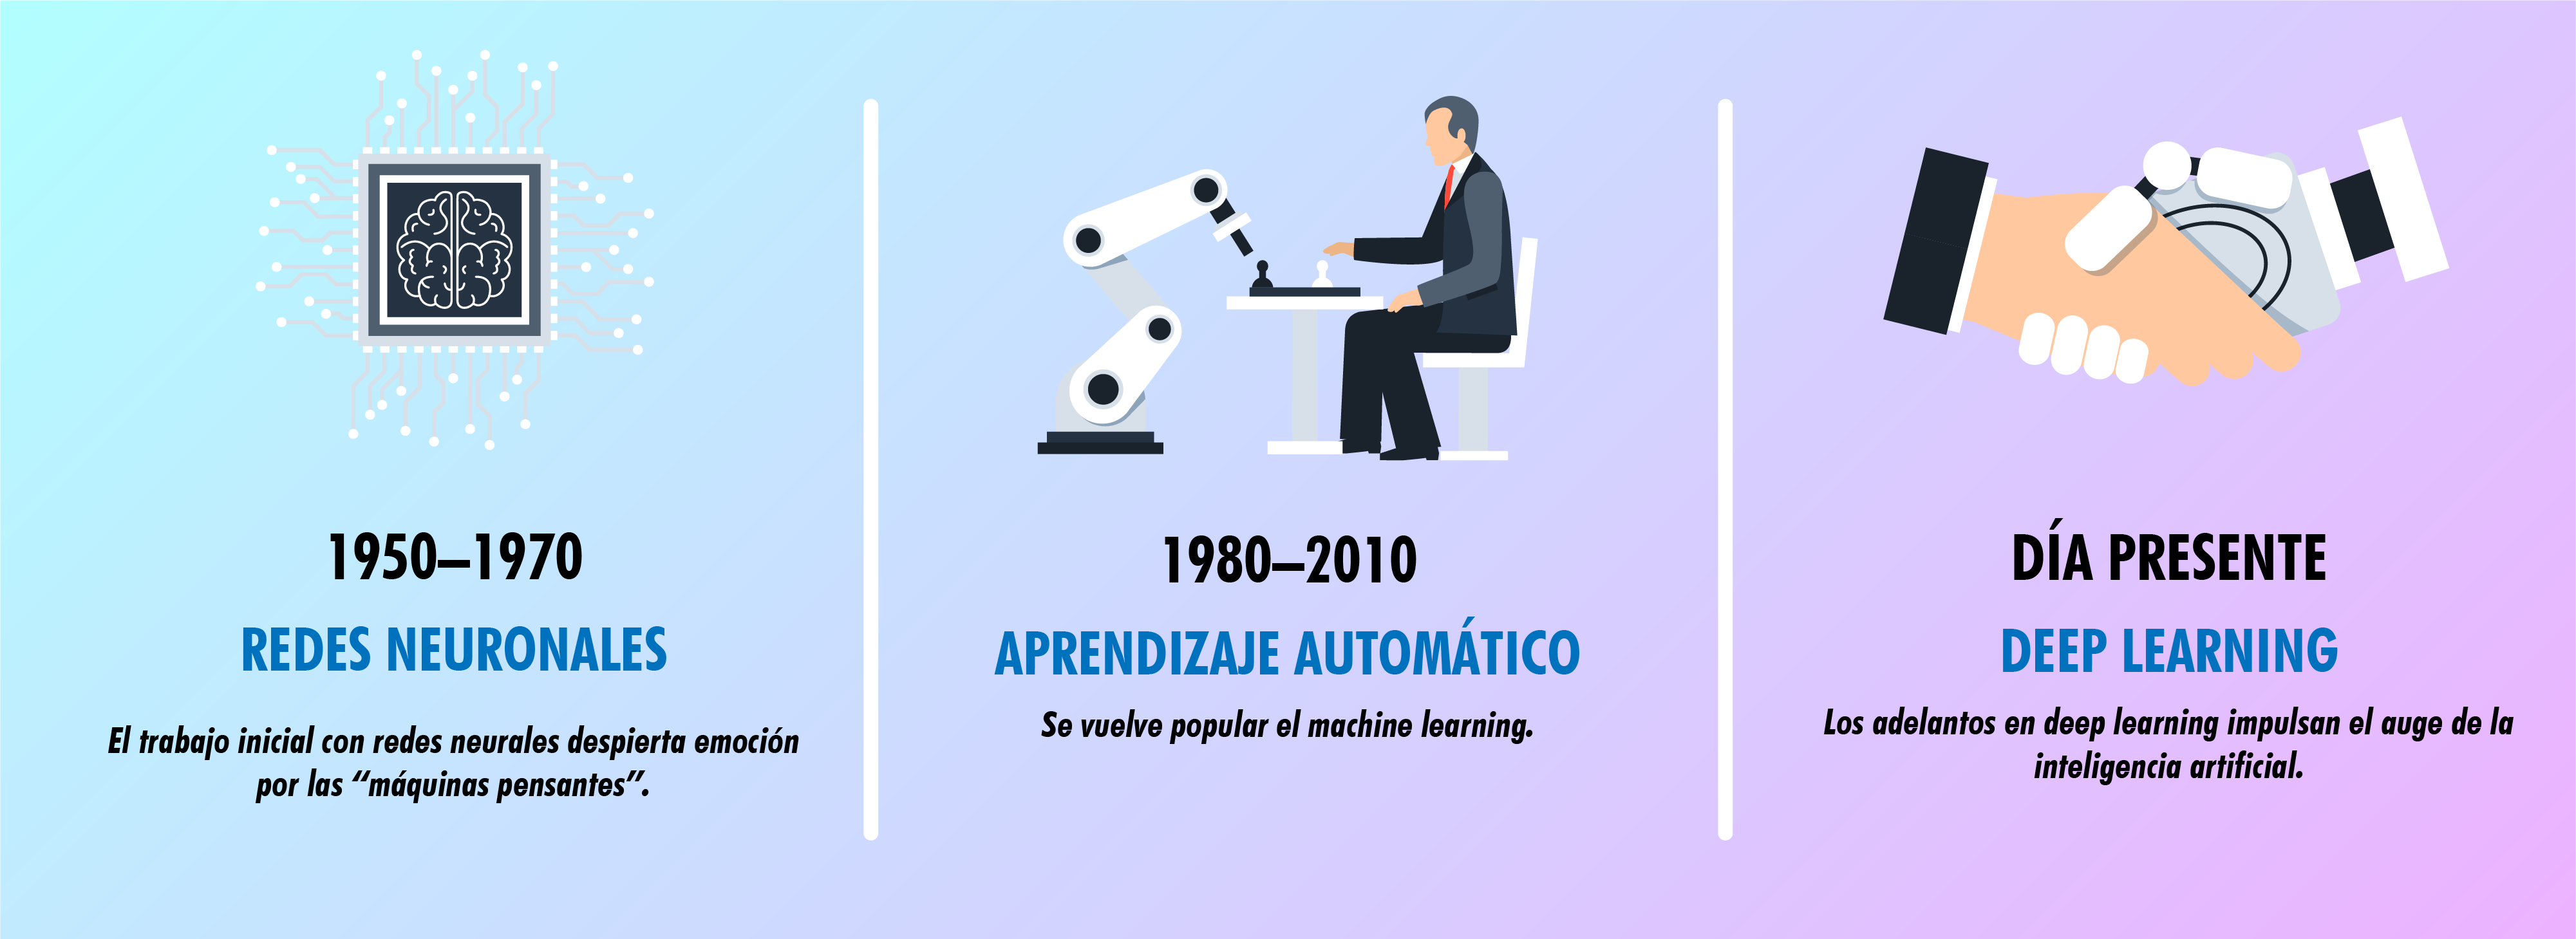 1950–1970
REDES NEURONALES
El trabajo inicial con redes neurales despierta emoción
por las “máquinas pensantes”.
1980–2010
APRENDIZAJE AUTOMÁTICO
Se vuelve popular el machine learning.
DÍA PRESENTE
DEEP LEARNING
Los adelantos en deep learning impulsan el auge de la
inteligencia artificial.